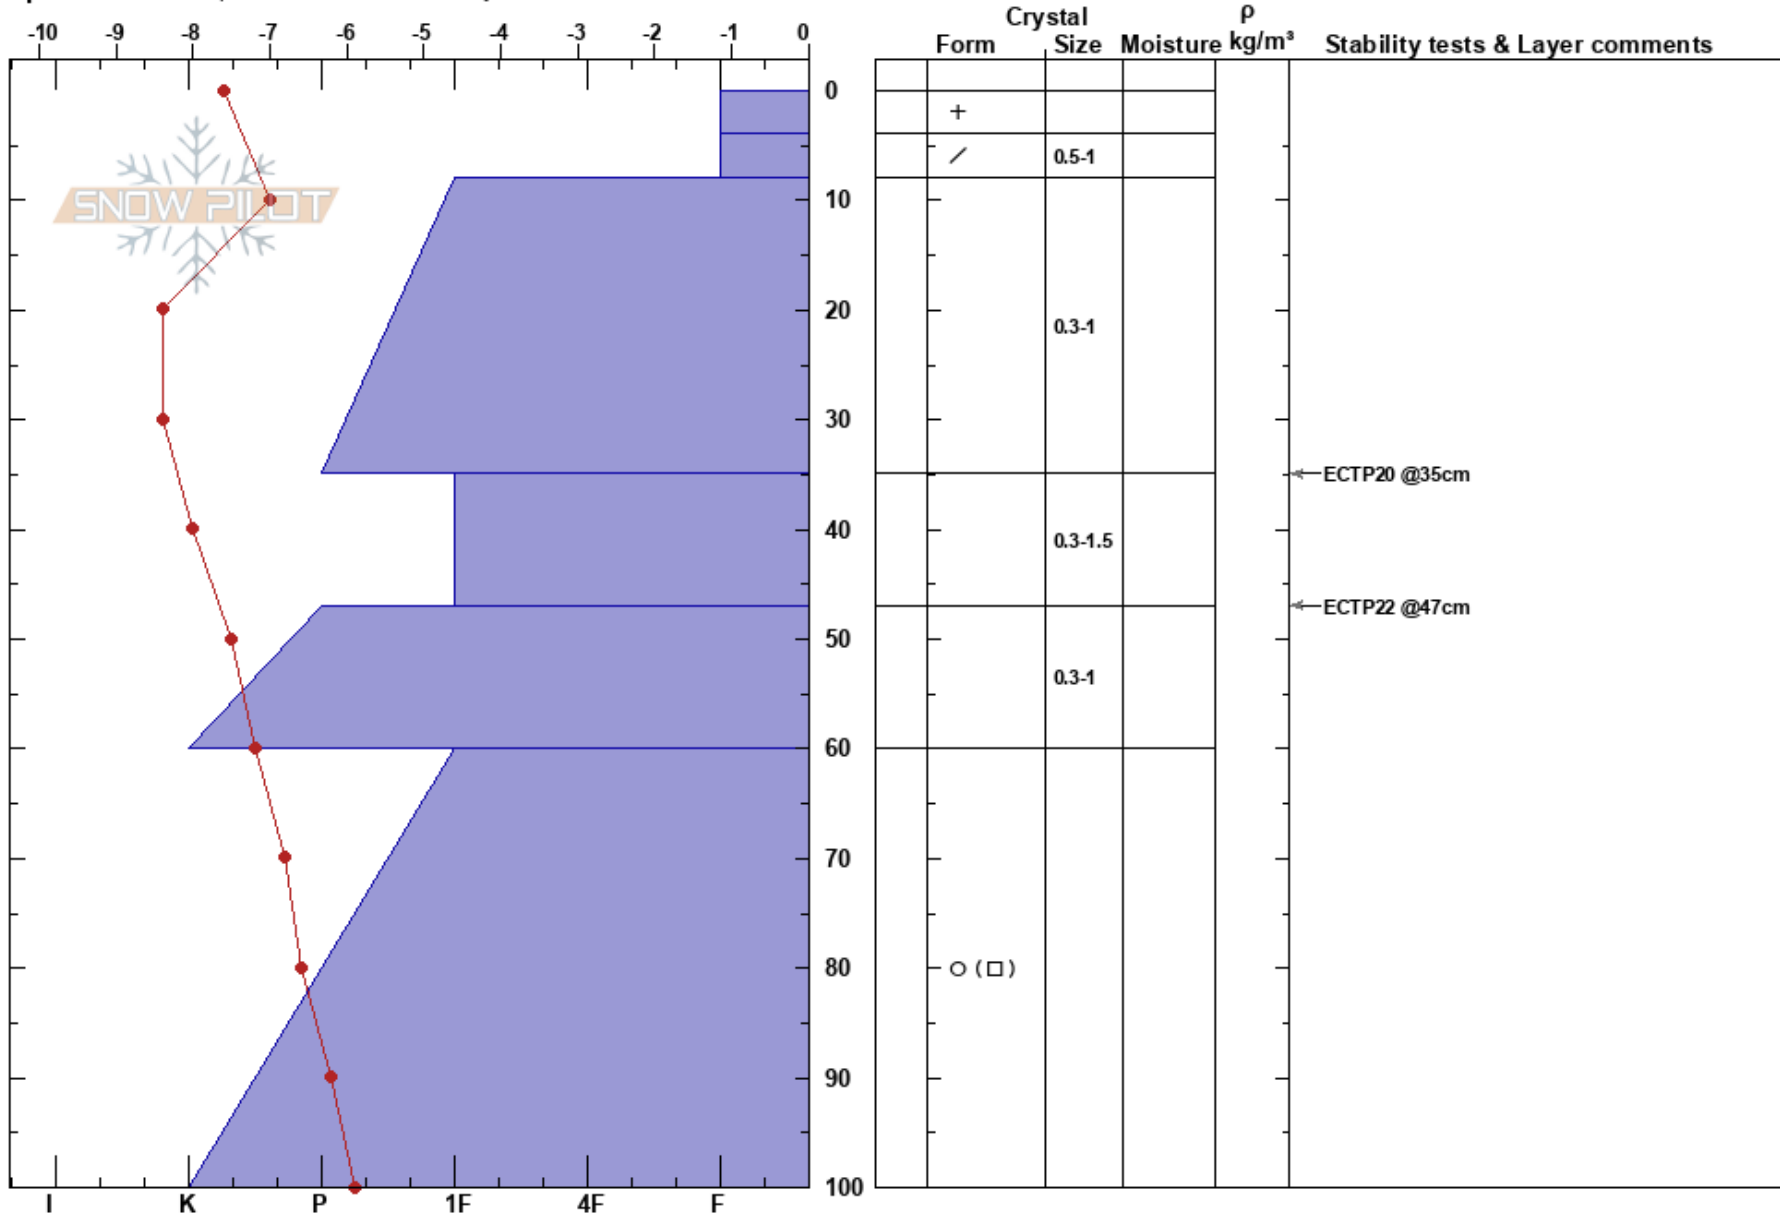 Crystal ρ
-10 -9 -8 -7 -6 -5 -4 -3 -2 -1 0
Form Size Moisture kg/m³ Stability tests & Layer comments
0
+
/ 0.5-1
SNOW PILOT
10
20
0.3-1
30
ECTP20 @35cm
40
0.3-1.5
ECTP22 @47cm
50
0.3-1
60
70
80
○ (□)
90
100
I K P 1F 4F F